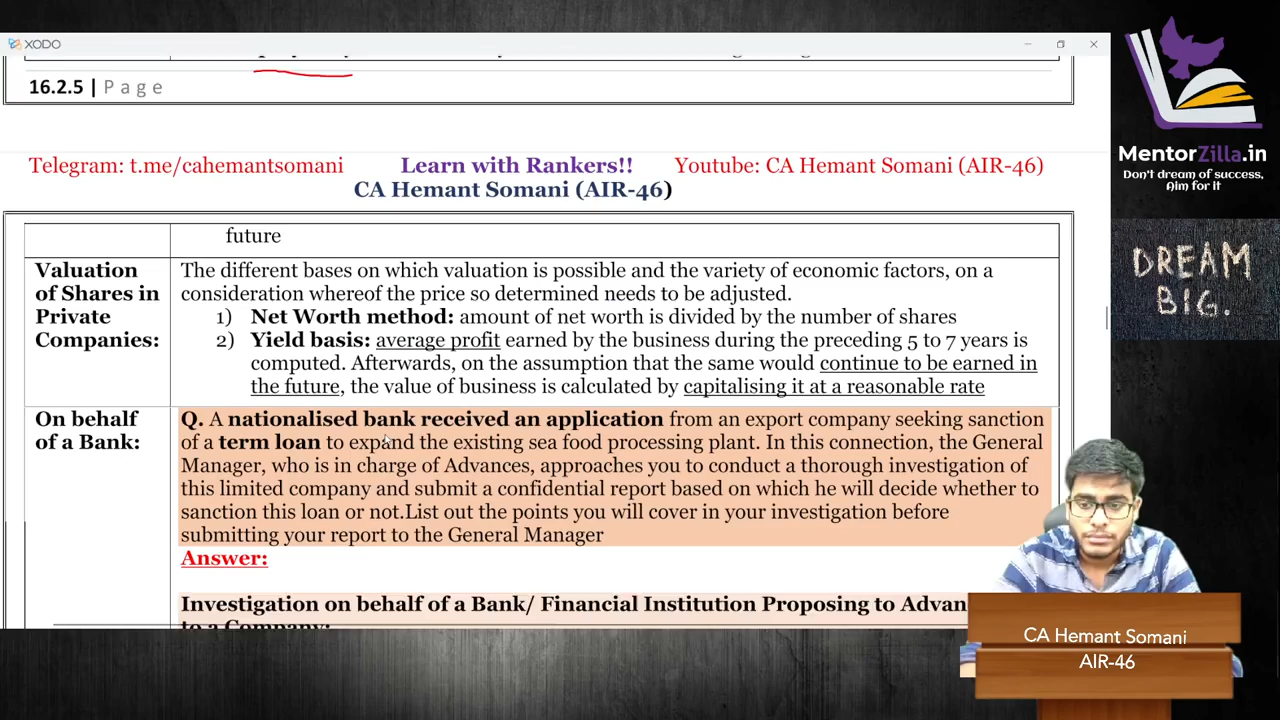 XODO
16.2.5 | Page
Telegram: t.me/cahemantsomani Learn with Rankers!! Youtube: CA Hemant Somani (AIR-46)
CA Hemant Somani (AIR-46)
future
Valuation of Shares in Private Companies:
The different bases on which valuation is possible and the variety of economic factors, on a
consideration whereof the price so determined needs to be adjusted.
1) Net Worth method: amount of net worth is divided by the number of shares
2) Yield basis: average profit earned by the business during the preceding 5 to 7 years is
computed. Afterwards, on the assumption that the same would continue to be earned in
the future, the value of business is calculated by capitalising it at a reasonable rate
On behalf of a Bank:
Q. A nationalised bank received an application from an export company seeking sanction
of a term loan to expand the existing sea food processing plant. In this connection, the General
Manager, who is in charge of Advances, approaches you to conduct a thorough investigation of
this limited company and submit a confidential report based on which he will decide whether to
sanction this loan or not.List out the points you will cover in your investigation before
submitting your report to the General Manager
Answer:
Investigation on behalf of a Bank/ Financial Institution Proposing to Advan
to a Company:
MentorZilla.in
Don't dream of success,
Aim for it
DREAM
BIG.
CA Hemant Somani
AIR-46